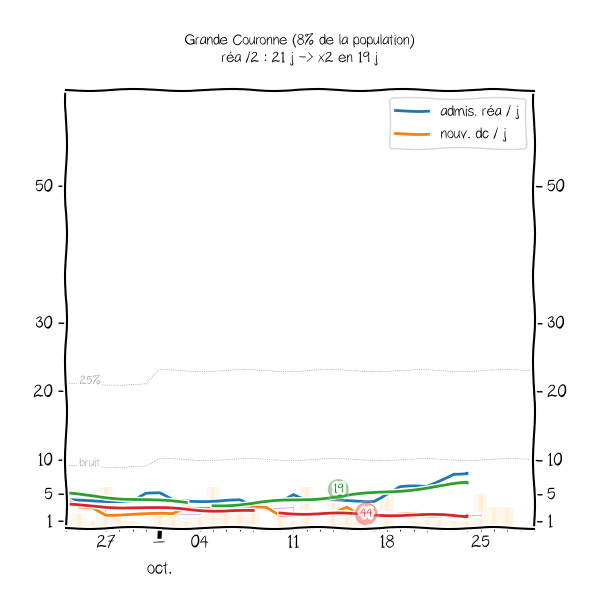 Grande Couronne (8% de la population)
réa /2 : 21 j -> x2 en 19 j
admis. réa / j
nouv. dc / j
50 50
30 30
25%
20 20
bruit
10 10
5 19 5
44
1 1
27 1 04 11 18 25
oct.